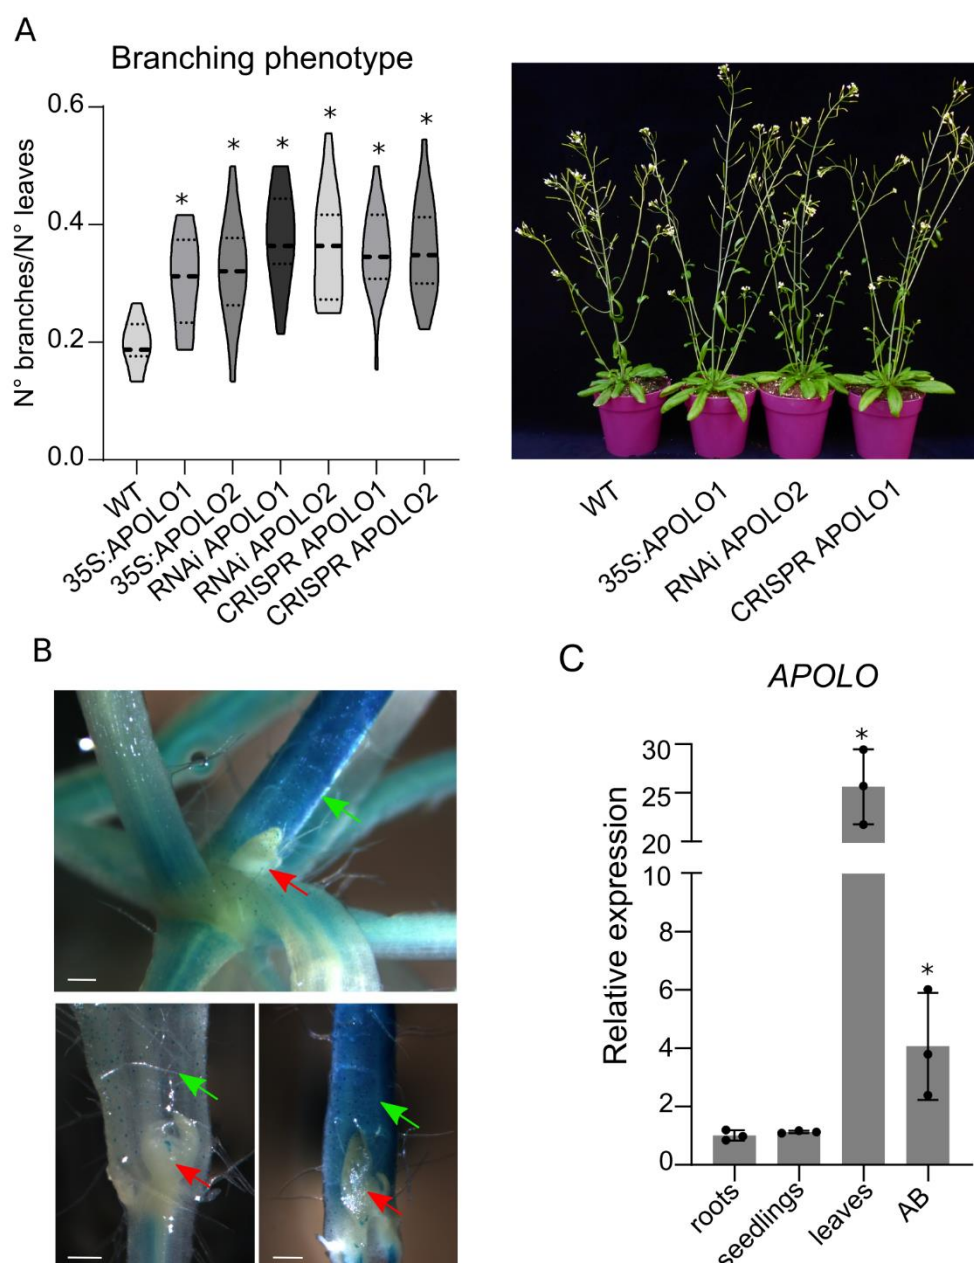 A
Branching phenotype
N° branches/N° leaves
0.6
0.4
0.2
0.0
*
*
*
*
*
*
WT
35S:APOLO1
35S:APOLO2
RNAi APOLO1
RNAi APOLO2
CRISPR APOLO1
CRISPR APOLO2
WT
35S:APOLO1
RNAi APOLO2
CRISPR APOLO1
B
C
APOLO
Relative expression
30
25
20
10
8
6
4
2
0
*
*
roots
seedlings
leaves
AB